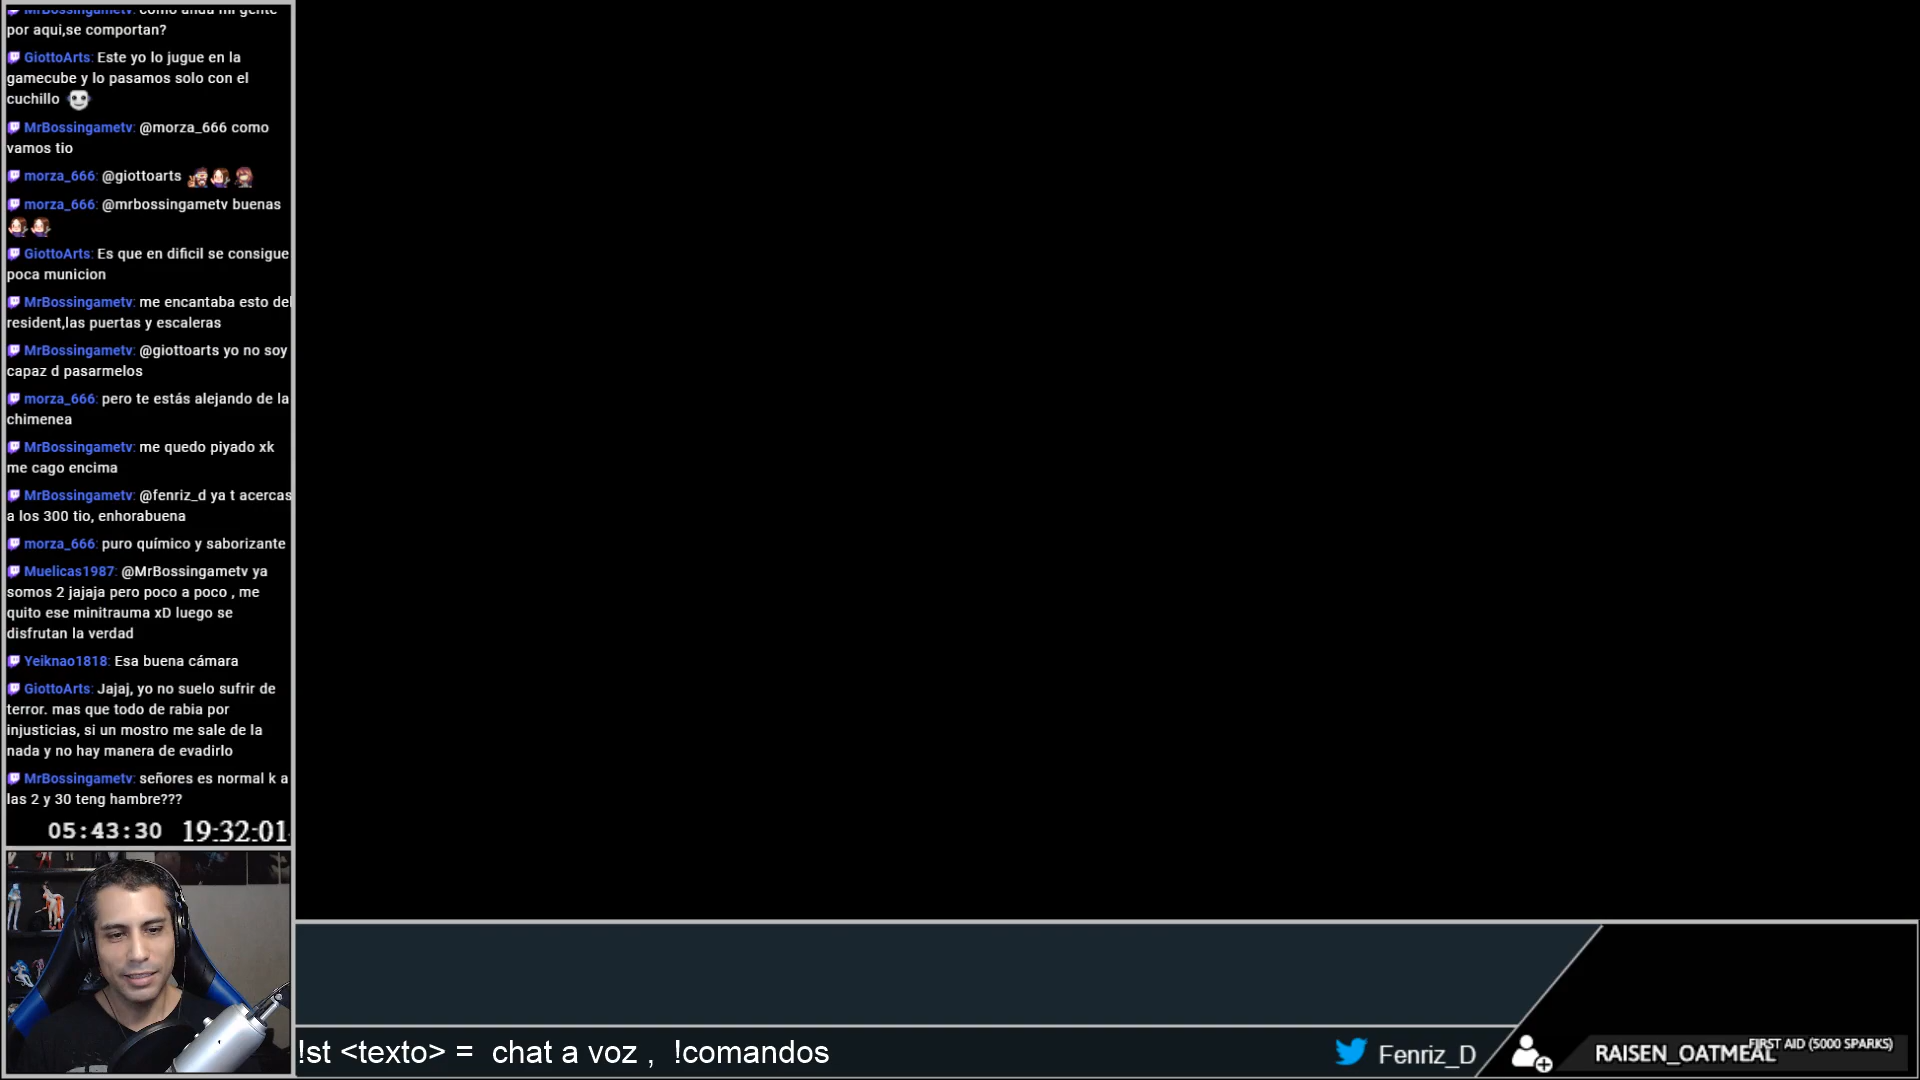 MrBossingametv: como anda mi gente
por aqui,se comportan?
GiottoArts: Este yo lo jugue en la
gamecube y lo pasamos solo con el
cuchillo
MrBossingametv: @morza_666 como
vamos tio
morza_666: @giottoarts
morza_666: @mrbossingametv buenas
GiottoArts: Es que en dificil se consigue
poca municion
MrBossingametv: me encantaba esto del
resident,las puertas y escaleras
MrBossingametv: @giottoarts yo no soy
capaz d pasarmelos
morza_666: pero te estás alejando de la
chimenea
MrBossingametv: me quedo piyado xk
me cago encima
MrBossingametv: @fenriz_d ya t acercas
a los 300 tio, enhorabuena
morza_666: puro químico y saborizante
Muelicas1987: @MrBossingametv ya
somos 2 jajaja pero poco a poco , me
quito ese minitrauma xD luego se
disfrutan la verdad
Yeiknao1818: Esa buena cámara
GiottoArts: Jajaj, yo no suelo sufrir de
terror. mas que todo de rabia por
injusticias, si un mostro me sale de la
nada y no hay manera de evadirlo
MrBossingametv: señores es normal k a
las 2 y 30 teng hambre???
05:43:30 19:32:01
!st <texto> = chat a voz , !comandos
Fenriz_D
RAISEN_OATMEAL
FIRST AID (5000 SPARKS)